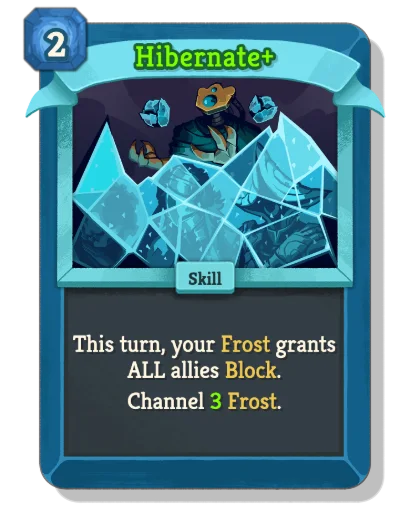 2
Hibernate+
Skill
This turn, your Frost grants
ALL allies Block.
Channel 3 Frost.